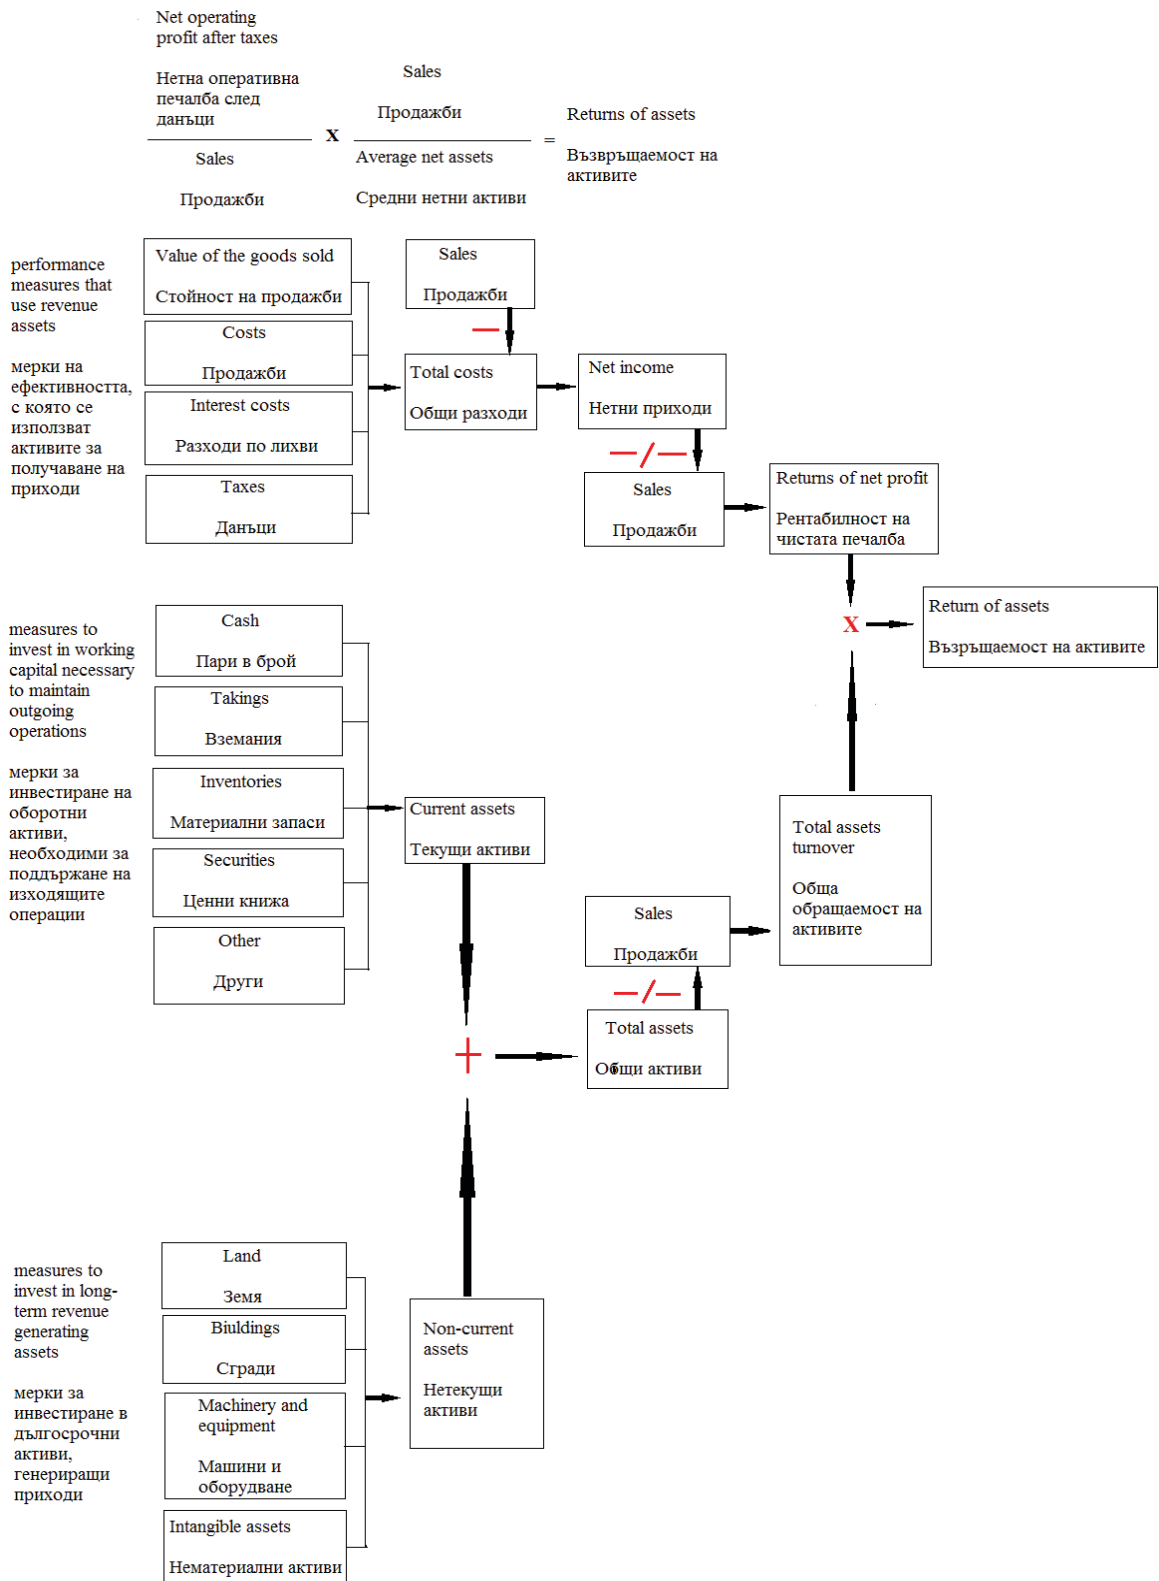 Net operating
profit after taxes
Нетна оперативна
печалба след
данъци
Sales
Продажби
X
Sales
Продажби
Average net assets
Средни нетни активи
=
Returns of assets
Възвръщаемост на
активите
performance
measures that
use revenue
assets
мерки на
ефективността,
с която се
използват
активите за
получаване на
приходи
Value of the goods sold
Стойност на продажби
Costs
Продажби
Interest costs
Разходи по лихви
Taxes
Данъци
Sales
Продажби
—
Total costs
Общи разходи
Net income
Нетни приходи
—/—
Sales
Продажби
Returns of net profit
Рентабилност на
чистата печалба
X
Return of assets
Възръщаемост на активите
measures to
invest in working
capital necessary
to maintain
outgoing
operations
мерки за
инвестиране на
оборотни
активи,
необходими за
поддържане на
изходящите
операции
Cash
Пари в брой
Takings
Вземания
Inventories
Материални запаси
Securities
Ценни книжа
Other
Други
Current assets
Текущи активи
+
Sales
Продажби
—/—
Total assets
Общи активи
Total assets
turnover
Обща
обращаемост на
активите
measures to
invest in long-
term revenue
generating
assets
мерки за
инвестиране в
дългосрочни
активи,
генериращи
приходи
Land
Земя
Biuldings
Сгради
Machinery and
equipment
Машини и
оборудване
Intangible assets
Нематериални активи
Non-current
assets
Нетекущи
активи